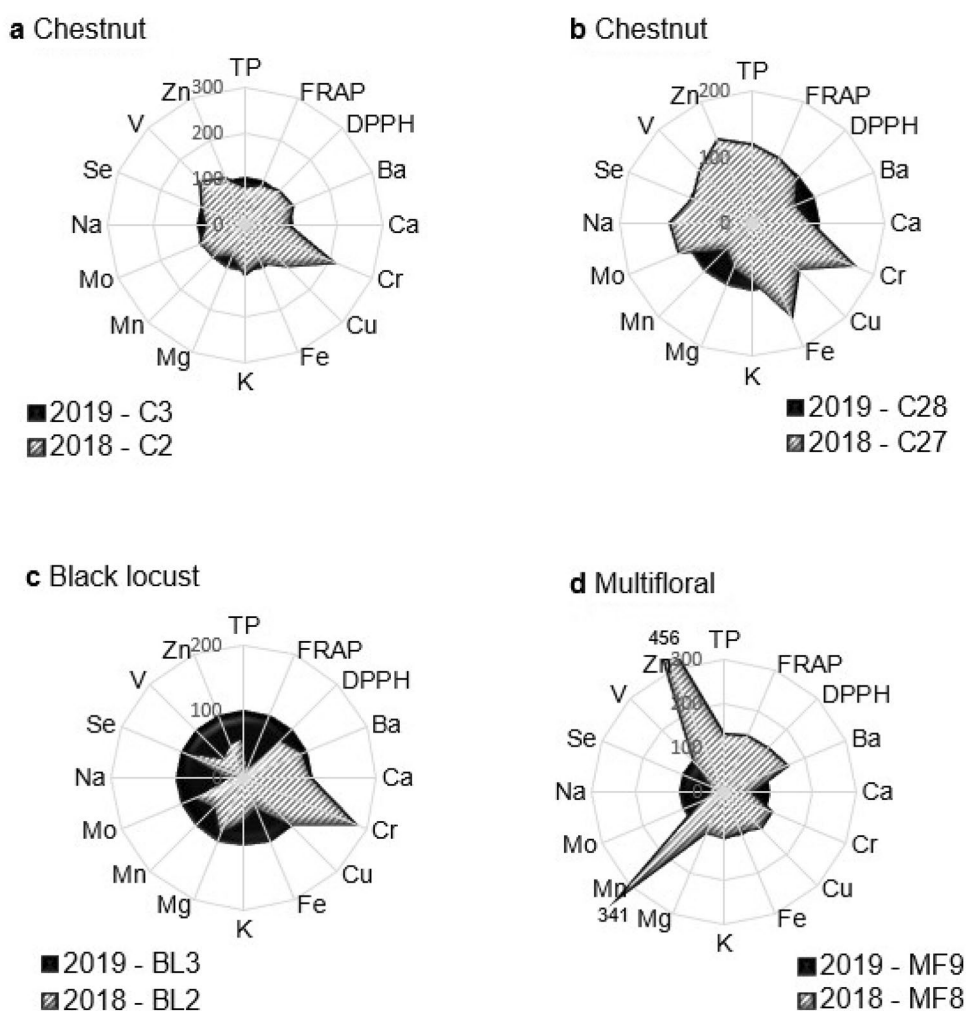 a Chestnut
TP
FRAP
DPPH
Ba
Ca
Cr
Cu
Fe
K
Mg
Mn
Mo
Na
Se
V
Zn
300
200
100
0
2019 - C3
2018 - C2
b Chestnut
TP
FRAP
DPPH
Ba
Ca
Cr
Cu
Fe
K
Mg
Mn
Mo
Na
Se
V
Zn
200
100
0
2019 - C28
2018 - C27
c Black locust
TP
FRAP
DPPH
Ba
Ca
Cr
Cu
Fe
K
Mg
Mn
Mo
Na
Se
V
Zn
200
100
0
2019 - BL3
2018 - BL2
d Multifloral
TP
FRAP
DPPH
Ba
Ca
Cr
Cu
Fe
K
Mg
Mn
Mo
Na
Se
V
Zn
456
341
300
200
100
0
2019 - MF9
2018 - MF8